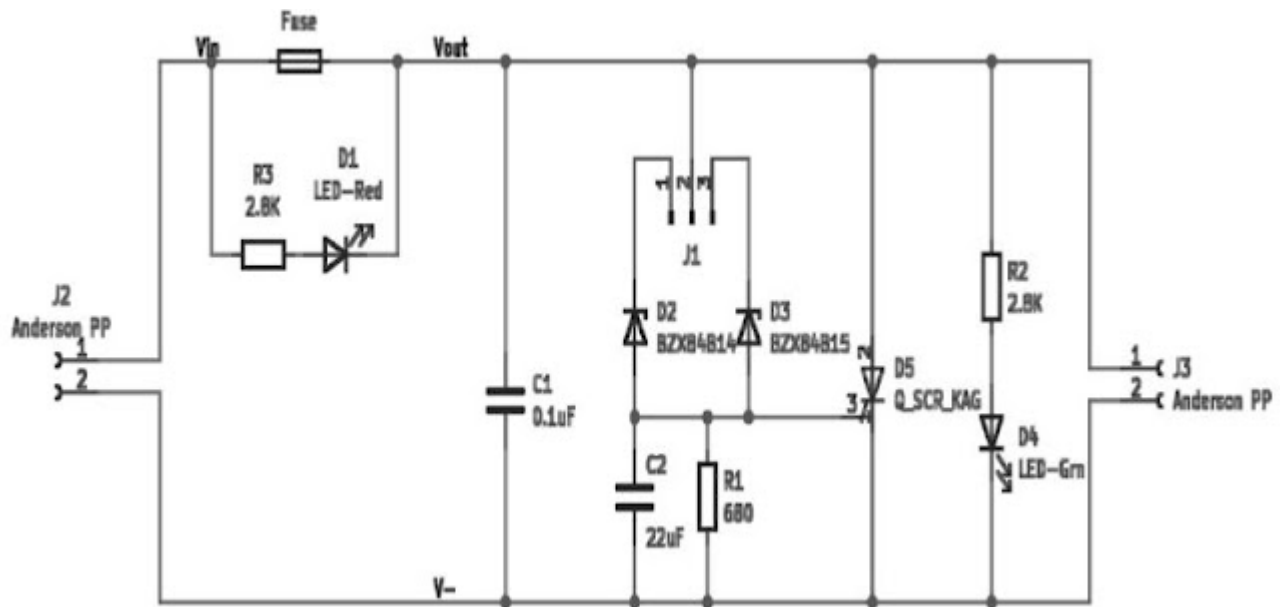 Fuse
Vin
Vout
D1
LED-Red
R3
2.8K
1
2
3
J1
J2
Anderson PP
1
2
D2
BZX84B14
D3
BZX84B15
R2
2.8K
2
D5
Q_SCR_KAG
3
1
J3
2
Anderson PP
C1
0.1uF
D4
LED-Grn
C2
22uF
R1
680
V-